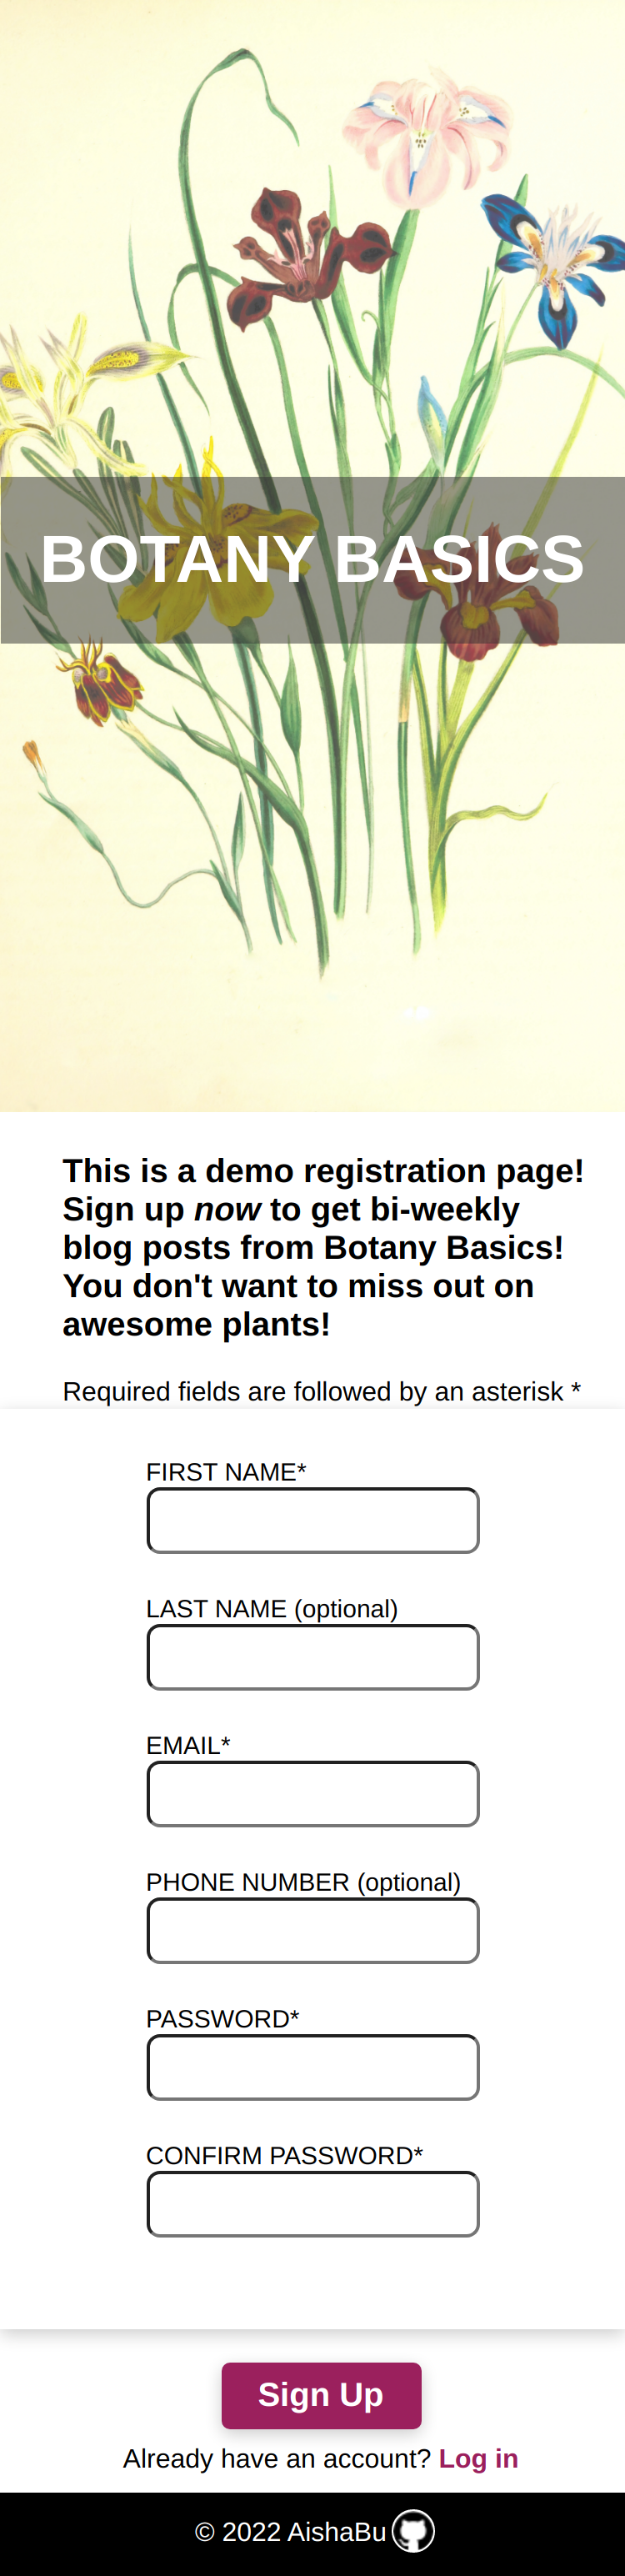 BOTANY BASICS
This is a demo registration page!
Sign up now to get bi-weekly
blog posts from Botany Basics!
You don't want to miss out on
awesome plants!
Required fields are followed by an asterisk *
FIRST NAME*
LAST NAME (optional)
EMAIL*
PHONE NUMBER (optional)
PASSWORD*
CONFIRM PASSWORD*
Sign Up
Already have an account? Log in
© 2022 AishaBu